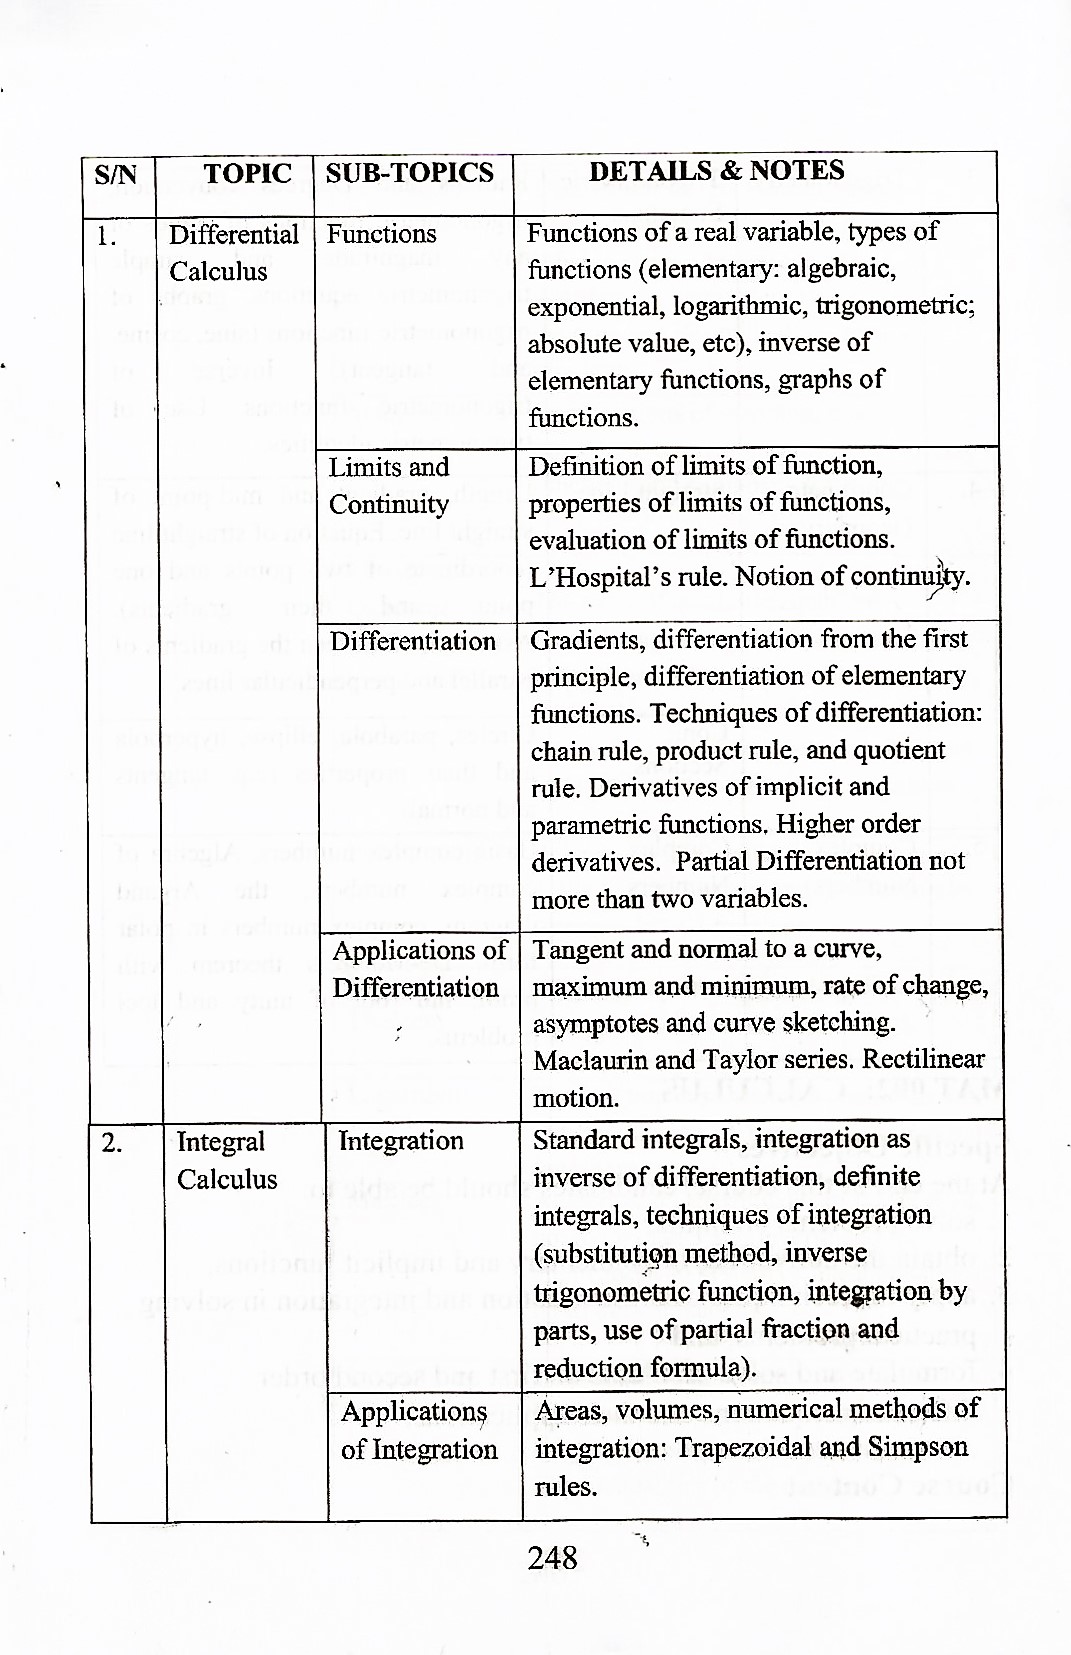 S/N TOPIC SUB-TOPICS DETAILS & NOTES
1. Differential Functions Functions of a real variable, types of
Calculus functions (elementary: algebraic,
exponential, logarithmic, trigonometric;
absolute value, etc), inverse of
elementary functions, graphs of
functions.
Limits and Definition of limits of function,
Continuity properties of limits of functions,
evaluation of limits of functions.
L'Hospital's rule. Notion of continuity.
Differentiation Gradients, differentiation from the first
principle, differentiation of elementary
functions. Techniques of differentiation:
chain rule, product rule, and quotient
rule. Derivatives of implicit and
parametric functions. Higher order
derivatives. Partial Differentiation not
more than two variables.
Applications of Tangent and normal to a curve,
Differentiation maximum and minimum, rate of change,
asymptotes and curve sketching.
Maclaurin and Taylor series. Rectilinear
motion.
2. Integral Integration Standard integrals, integration as
Calculus inverse of differentiation, definite
integrals, techniques of integration
(substitution method, inverse
trigonometric function, integration by
parts, use of partial fraction and
reduction formula).
Applications Areas, volumes, numerical methods of
of Integration integration: Trapezoidal and Simpson
rules.
248